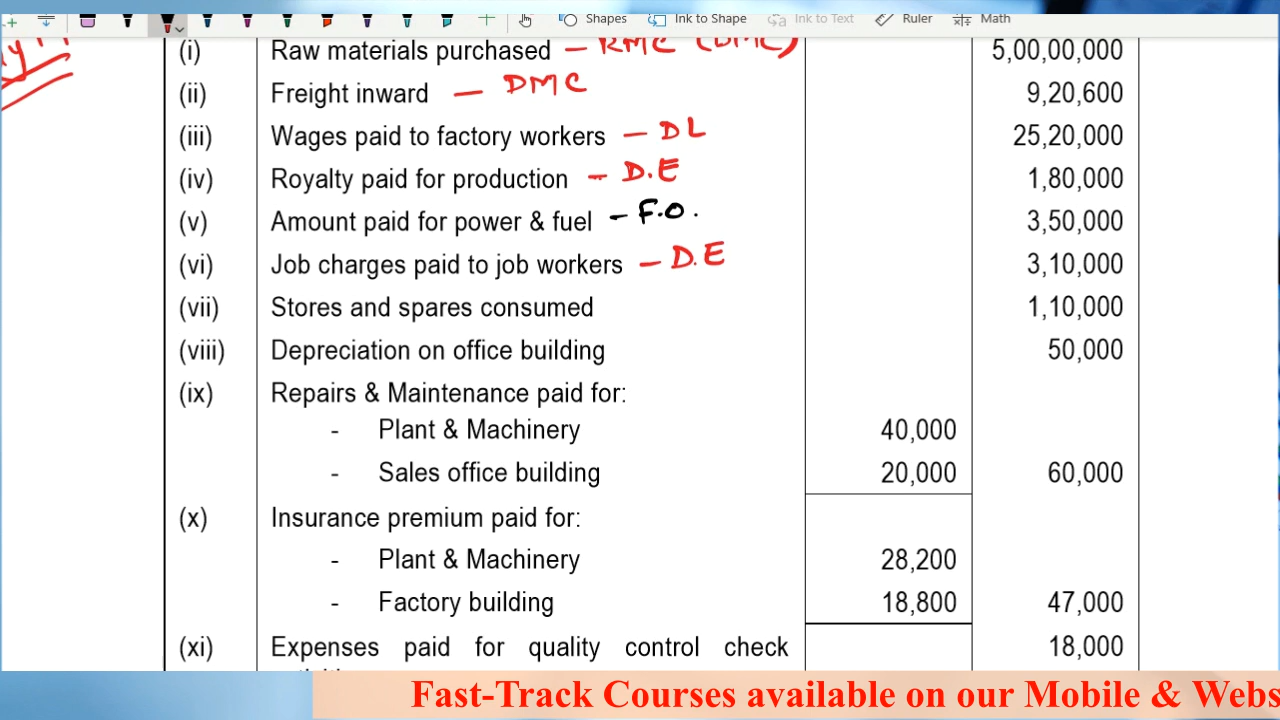 Shapes Ink to Shape Ink to Text Ruler Math
(i) Raw materials purchased – RMC (DMC) 5,00,00,000
(ii) Freight inward – DMC 9,20,600
(iii) Wages paid to factory workers – DL 25,20,000
(iv) Royalty paid for production – D.E 1,80,000
(v) Amount paid for power & fuel – F.O. 3,50,000
(vi) Job charges paid to job workers – D.E 3,10,000
(vii) Stores and spares consumed 1,10,000
(viii) Depreciation on office building 50,000
(ix) Repairs & Maintenance paid for:
- Plant & Machinery 40,000
- Sales office building 20,000 60,000
(x) Insurance premium paid for:
- Plant & Machinery 28,200
- Factory building 18,800 47,000
(xi) Expenses paid for quality control check 18,000
Fast-Track Courses available on our Mobile & Webs